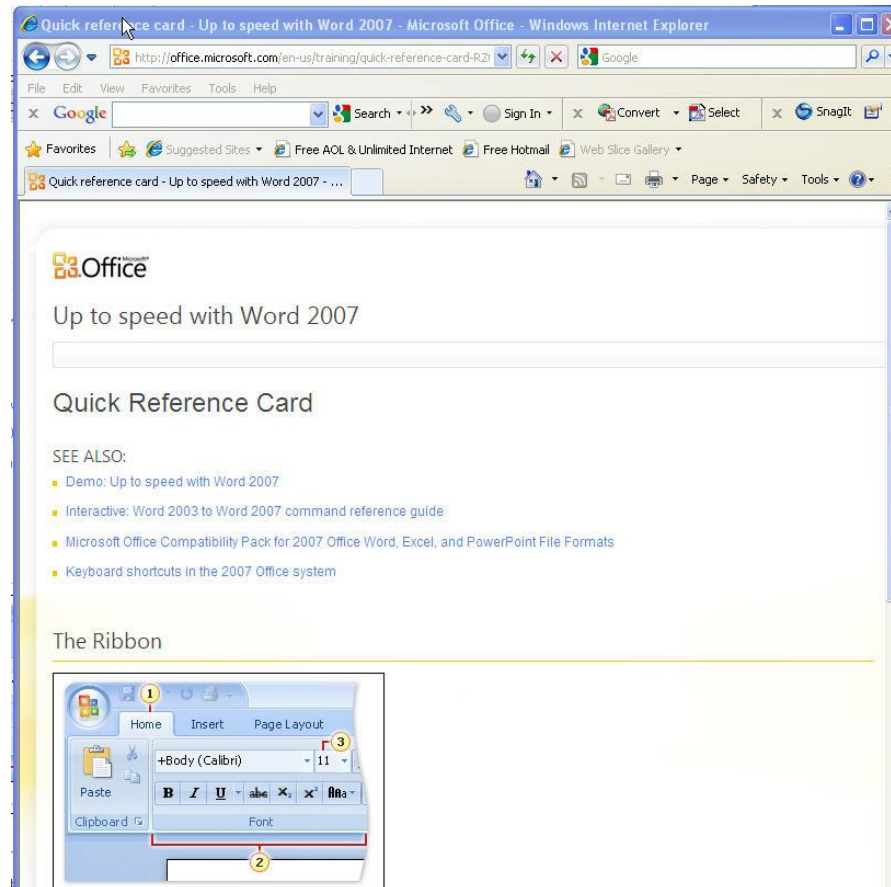 Quick reference card - Up to speed with Word 2007 - Microsoft Office - Windows Internet Explorer
http://office.microsoft.com/en-us/training/quick-reference-card-RZ Google
File Edit View Favorites Tools Help
x Google Search Sign In x Convert Select x SnagIt
Favorites Suggested Sites Free AOL & Unlimited Internet Free Hotmail Web Slice Gallery
Quick reference card - Up to speed with Word 2007 - ... Page Safety Tools
Microsoft
Office
Up to speed with Word 2007
Quick Reference Card
SEE ALSO:
Demo: Up to speed with Word 2007
Interactive: Word 2003 to Word 2007 command reference guide
Microsoft Office Compatibility Pack for 2007 Office Word, Excel, and PowerPoint File Formats
Keyboard shortcuts in the 2007 Office system
The Ribbon
1
Home Insert Page Layout
3
+Body (Calibri) 11
Paste B I U abc X₂ x² Aa
Clipboard Font
2